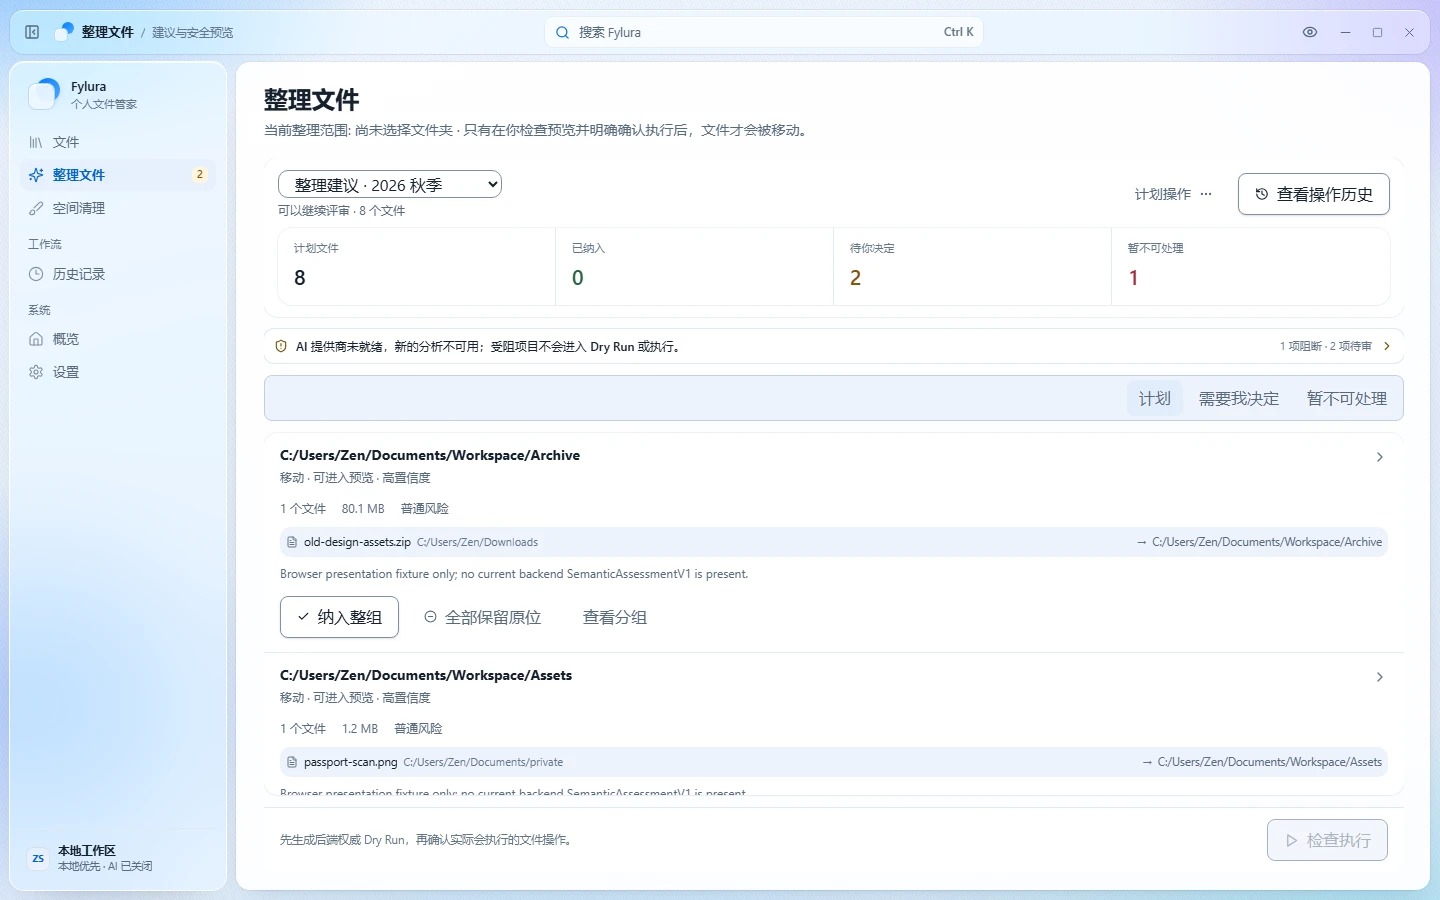 整理文件 / 建议与安全预览
搜索 Fylura
Ctrl K
Fylura
个人文件管家
文件
整理文件
2
空间清理
工作流
历史记录
系统
概览
设置
ZS
本地工作区
本地优先 · AI 已关闭
整理文件
当前整理范围: 尚未选择文件夹 · 只有在你检查预览并明确确认执行后，文件才会被移动。
整理建议 · 2026 秋季
可以继续评审 · 8 个文件
计划操作 ···
查看操作历史
计划文件
8
已纳入
0
待你决定
2
暂不可处理
1
AI 提供商未就绪，新的分析不可用；受阻项目不会进入 Dry Run 或执行。
1 项阻断 · 2 项待审
计划
需要我决定
暂不可处理
C:/Users/Zen/Documents/Workspace/Archive
移动 · 可进入预览 · 高置信度
1 个文件 80.1 MB 普通风险
old-design-assets.zip C:/Users/Zen/Downloads → C:/Users/Zen/Documents/Workspace/Archive
Browser presentation fixture only; no current backend SemanticAssessmentV1 is present.
纳入整组
全部保留原位
查看分组
C:/Users/Zen/Documents/Workspace/Assets
移动 · 可进入预览 · 高置信度
1 个文件 1.2 MB 普通风险
passport-scan.png C:/Users/Zen/Documents/private → C:/Users/Zen/Documents/Workspace/Assets
Browser presentation fixture only; no current backend SemanticAssessmentV1 is present.
先生成后端权威 Dry Run，再确认实际会执行的文件操作。
检查执行